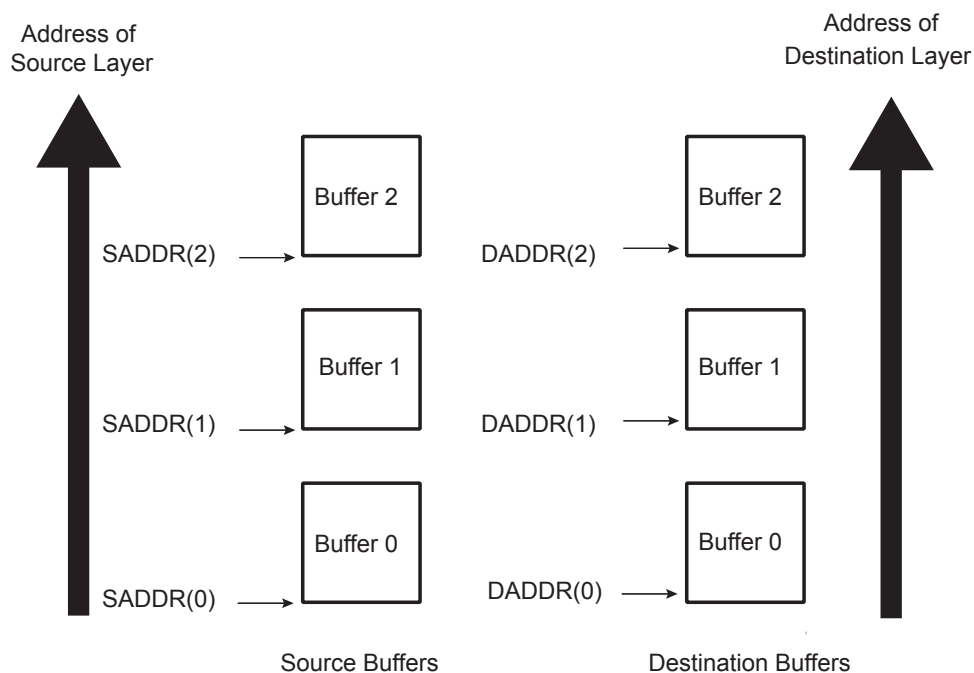 Address of
Source Layer
Address of
Destination Layer
Buffer 2
Buffer 2
SADDR(2)
DADDR(2)
Buffer 1
Buffer 1
SADDR(1)
DADDR(1)
Buffer 0
Buffer 0
SADDR(0)
DADDR(0)
Source Buffers
Destination Buffers